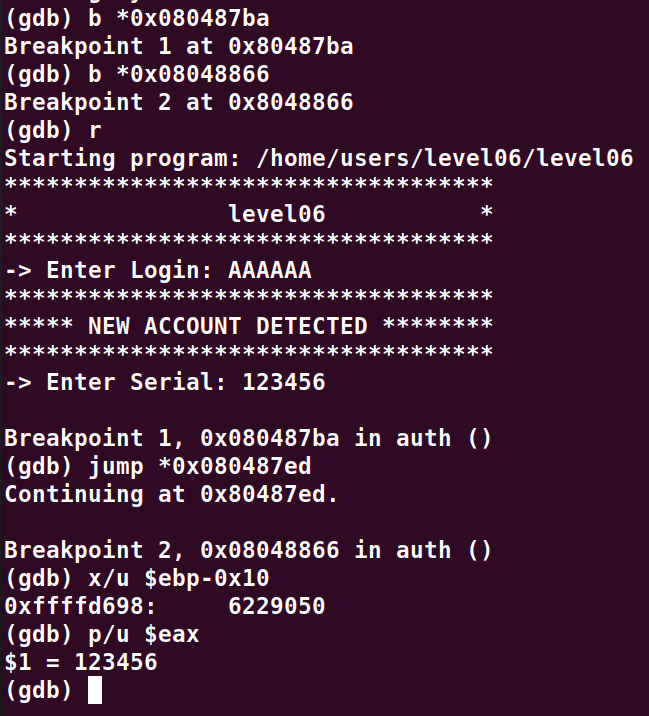 (gdb) b *0x080487ba
Breakpoint 1 at 0x80487ba
(gdb) b *0x08048866
Breakpoint 2 at 0x8048866
(gdb) r
Starting program: /home/users/level06/level06
***********************************
*               level06           *
***********************************
-> Enter Login: AAAAAA
***********************************
***** NEW ACCOUNT DETECTED ********
***********************************
-> Enter Serial: 123456
Breakpoint 1, 0x080487ba in auth ()
(gdb) jump *0x080487ed
Continuing at 0x80487ed.
Breakpoint 2, 0x08048866 in auth ()
(gdb) x/u $ebp-0x10
0xffffd698:     6229050
(gdb) p/u $eax
$1 = 123456
(gdb)